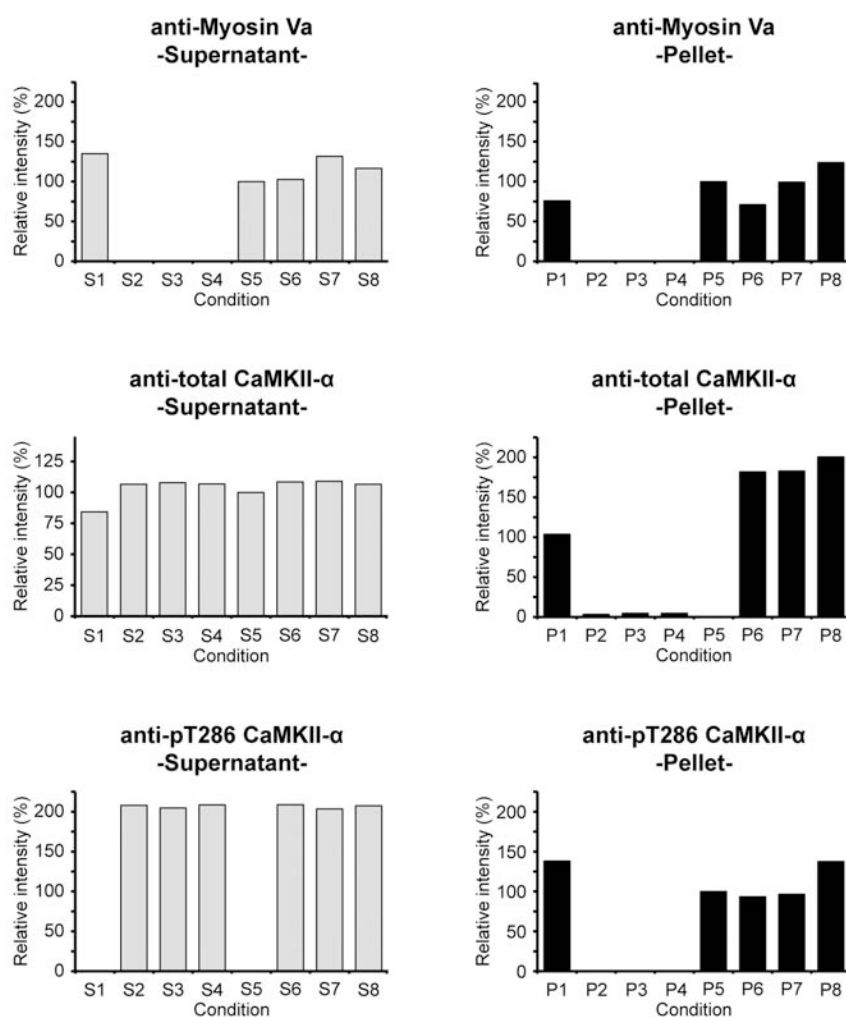 anti-Myosin Va
-Supernatant-
Relative intensity (%)
200
150
100
50
0
S1 S2 S3 S4 S5 S6 S7 S8
Condition
anti-Myosin Va
-Pellet-
Relative intensity (%)
200
150
100
50
0
P1 P2 P3 P4 P5 P6 P7 P8
Condition
anti-total CaMKII-α
-Supernatant-
Relative intensity (%)
125
100
75
25
50
25
0
S1 S2 S3 S4 S5 S6 S7 S8
Condition
anti-total CaMKII-α
-Pellet-
Relative intensity (%)
200
150
100
50
0
P1 P2 P3 P4 P5 P6 P7 P8
Condition
anti-pT286 CaMKII-α
-Supernatant-
Relative intensity (%)
200
150
100
50
0
S1 S2 S3 S4 S5 S6 S7 S8
Condition
anti-pT286 CaMKII-α
-Pellet-
Relative intensity (%)
200
150
100
50
0
P1 P2 P3 P4 P5 P6 P7 P8
Condition